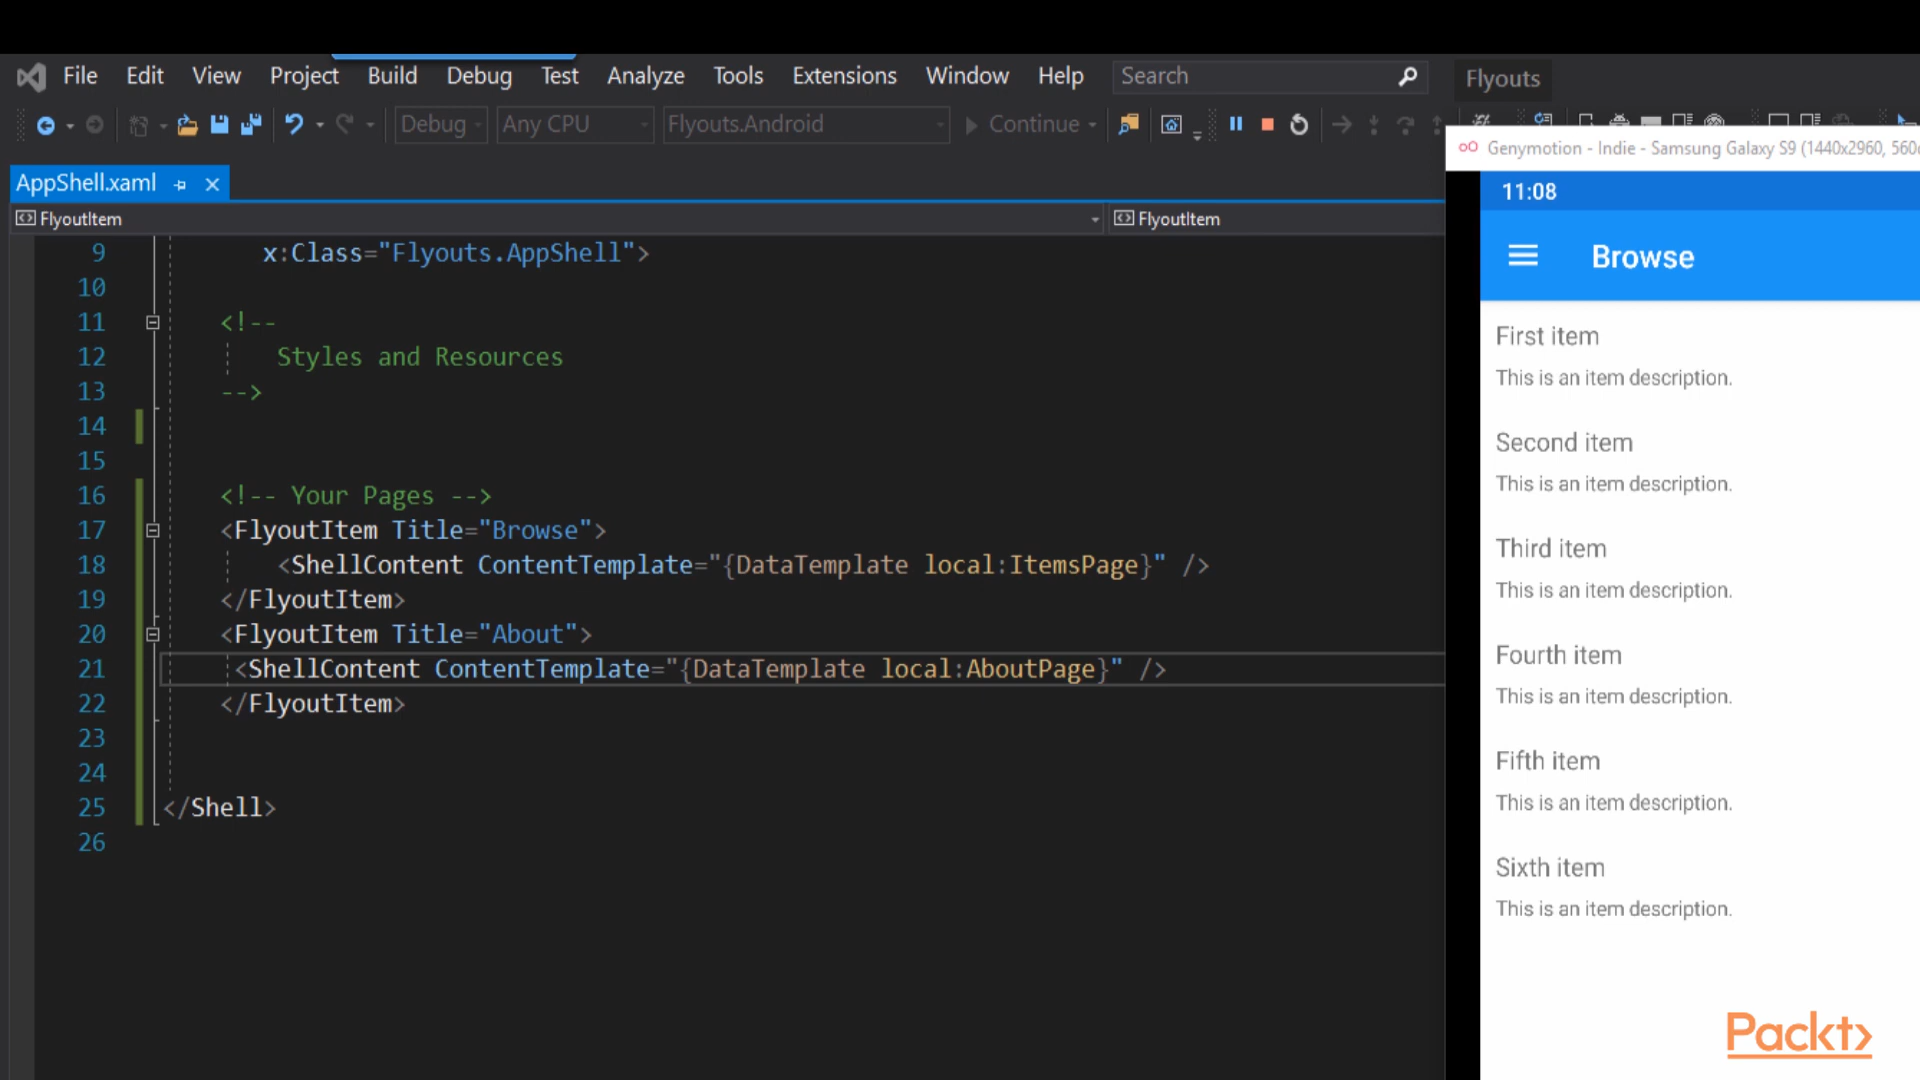 File Edit View Project Build Debug Test Analyze Tools Extensions Window Help Search Flyouts
Debug Any CPU Flyouts.Android Continue
Genymotion - Indie - Samsung Galaxy S9 (1440x2960, 560
AppShell.xaml
FlyoutItem FlyoutItem
9 x:Class="Flyouts.AppShell">
10
11 <!--
12 Styles and Resources
13 -->
14
15
16 <!-- Your Pages -->
17 <FlyoutItem Title="Browse">
18 <ShellContent ContentTemplate="{DataTemplate local:ItemsPage}" />
19 </FlyoutItem>
20 <FlyoutItem Title="About">
21 <ShellContent ContentTemplate="{DataTemplate local:AboutPage}" />
22 </FlyoutItem>
23
24
25 </Shell>
26
11:08
Browse
First item
This is an item description.
Second item
This is an item description.
Third item
This is an item description.
Fourth item
This is an item description.
Fifth item
This is an item description.
Sixth item
This is an item description.
Packt>